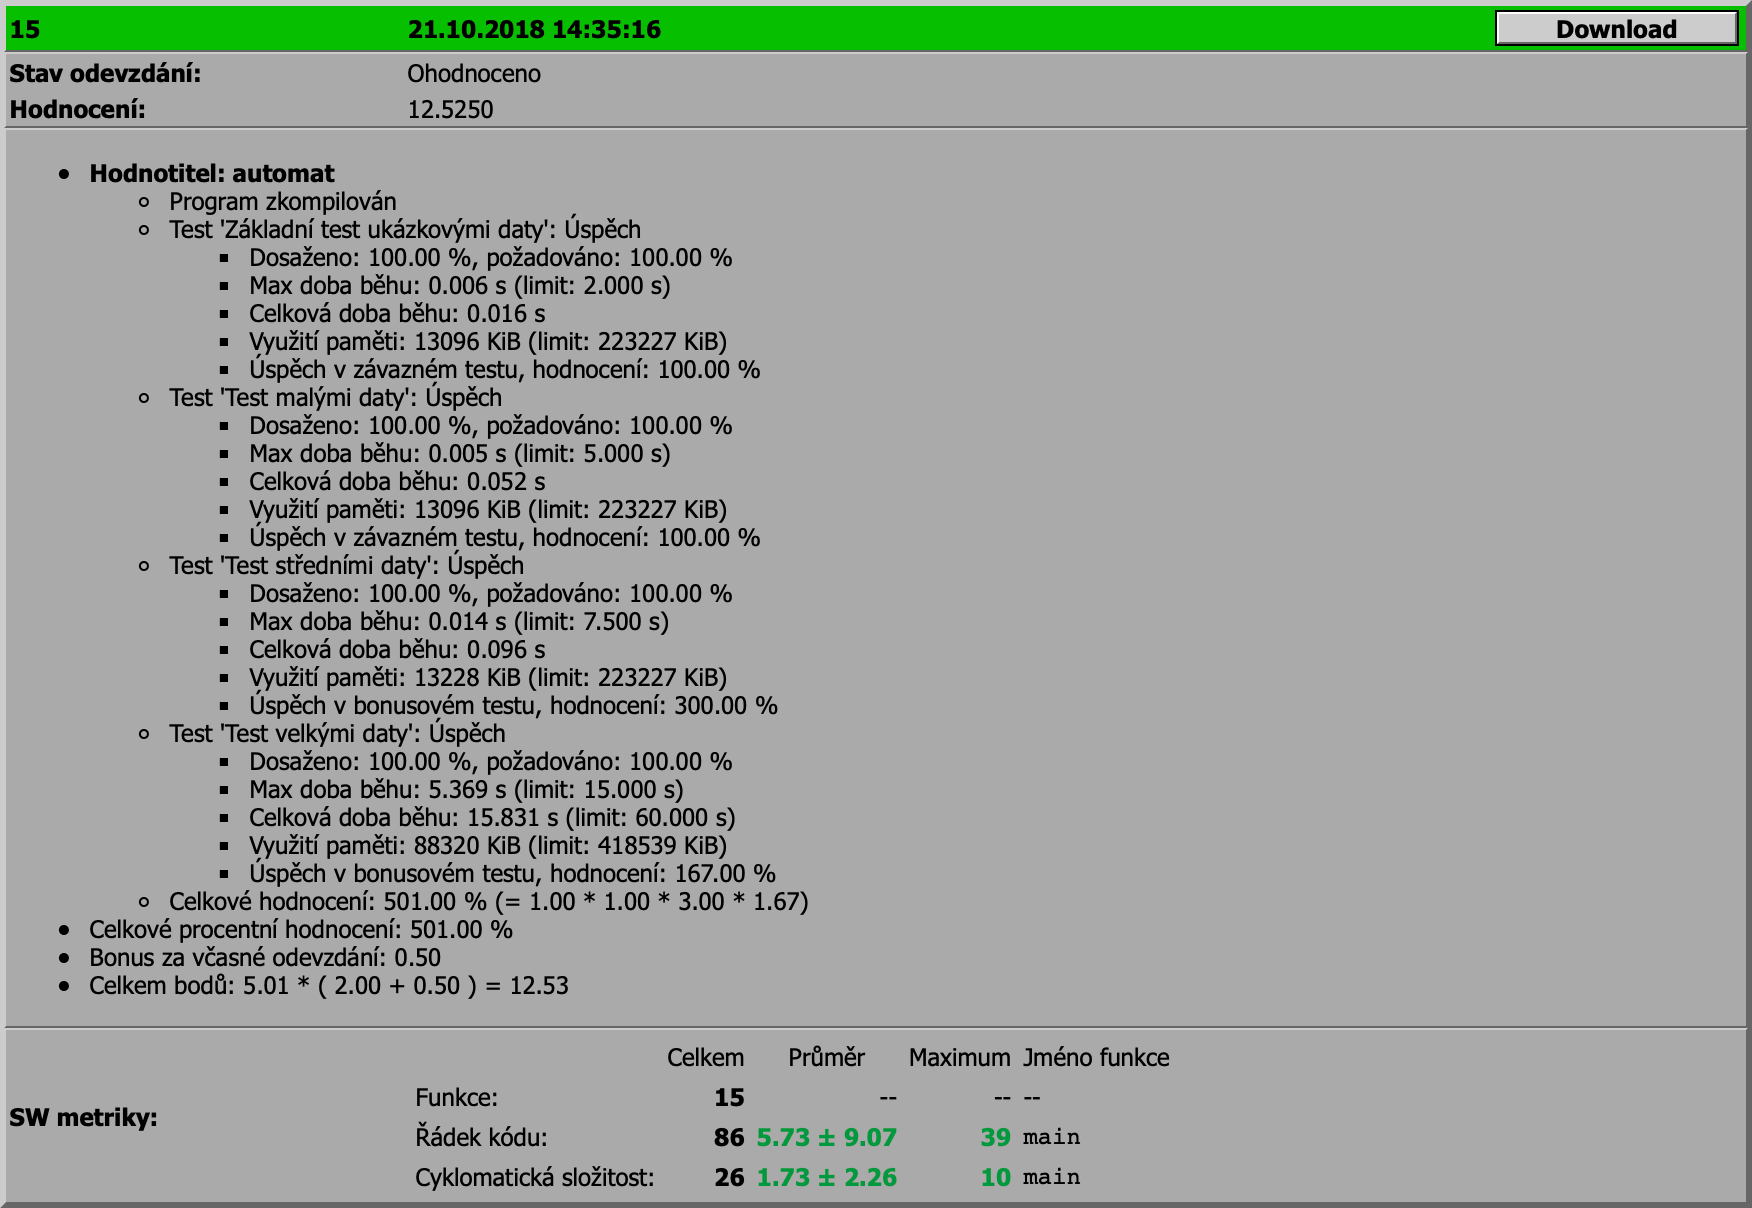 15 21.10.2018 14:35:16 Download
Stav odevzdání: Ohodnoceno
Hodnocení: 12.5250
Hodnotitel: automat
Program zkompilován
Test 'Základní test ukázkovými daty': Úspěch
Dosaženo: 100.00 %, požadováno: 100.00 %
Max doba běhu: 0.006 s (limit: 2.000 s)
Celková doba běhu: 0.016 s
Využití paměti: 13096 KiB (limit: 223227 KiB)
Úspěch v závazném testu, hodnocení: 100.00 %
Test 'Test malými daty': Úspěch
Dosaženo: 100.00 %, požadováno: 100.00 %
Max doba běhu: 0.005 s (limit: 5.000 s)
Celková doba běhu: 0.052 s
Využití paměti: 13096 KiB (limit: 223227 KiB)
Úspěch v závazném testu, hodnocení: 100.00 %
Test 'Test středními daty': Úspěch
Dosaženo: 100.00 %, požadováno: 100.00 %
Max doba běhu: 0.014 s (limit: 7.500 s)
Celková doba běhu: 0.096 s
Využití paměti: 13228 KiB (limit: 223227 KiB)
Úspěch v bonusovém testu, hodnocení: 300.00 %
Test 'Test velkými daty': Úspěch
Dosaženo: 100.00 %, požadováno: 100.00 %
Max doba běhu: 5.369 s (limit: 15.000 s)
Celková doba běhu: 15.831 s (limit: 60.000 s)
Využití paměti: 88320 KiB (limit: 418539 KiB)
Úspěch v bonusovém testu, hodnocení: 167.00 %
Celkové hodnocení: 501.00 % (= 1.00 * 1.00 * 3.00 * 1.67)
Celkové procentní hodnocení: 501.00 %
Bonus za včasné odevzdání: 0.50
Celkem bodů: 5.01 * ( 2.00 + 0.50 ) = 12.53
SW metriky:
Celkem Průměr Maximum Jméno funkce
Funkce: 15 -- -- --
Řádek kódu: 86 5.73 ± 9.07 39 main
Cyklomatická složitost: 26 1.73 ± 2.26 10 main